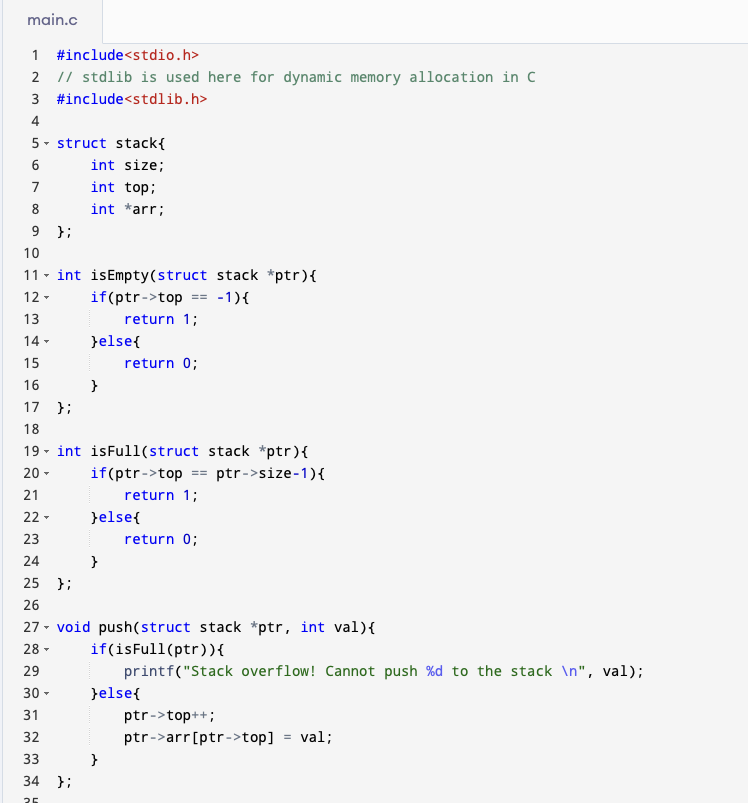 main.c
1 #include<stdio.h>
2 // stdlib is used here for dynamic memory allocation in C
3 #include<stdlib.h>
4
5 struct stack{
6     int size;
7     int top;
8     int *arr;
9 };
10
11 int isEmpty(struct stack *ptr){
12     if(ptr->top == -1){
13         return 1;
14     }else{
15         return 0;
16     }
17 };
18
19 int isFull(struct stack *ptr){
20     if(ptr->top == ptr->size-1){
21         return 1;
22     }else{
23         return 0;
24     }
25 };
26
27 void push(struct stack *ptr, int val){
28     if(isFull(ptr)){
29         printf("Stack overflow! Cannot push %d to the stack \n", val);
30     }else{
31         ptr->top++;
32         ptr->arr[ptr->top] = val;
33     }
34 };
35